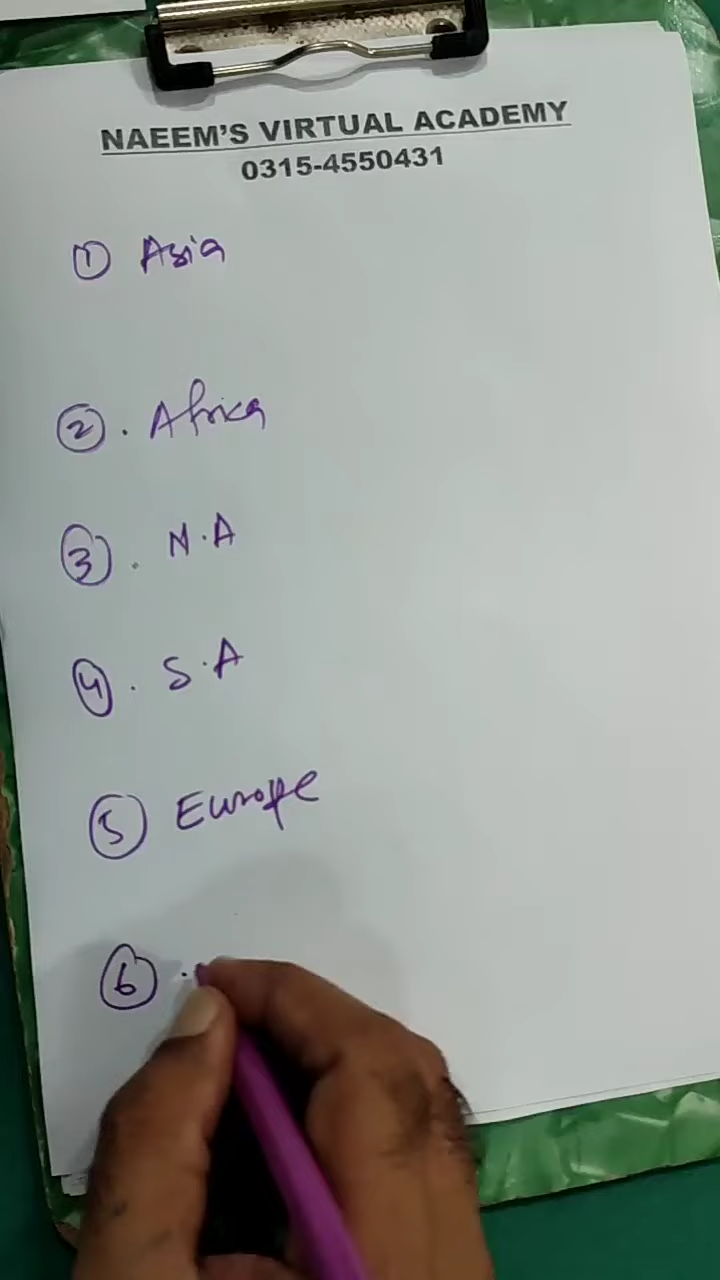 NAEEM'S VIRTUAL ACADEMY
0315-4550431
① Asia
② . Africa
③ . N.A
④ . S.A
⑤ Europe
⑥ .